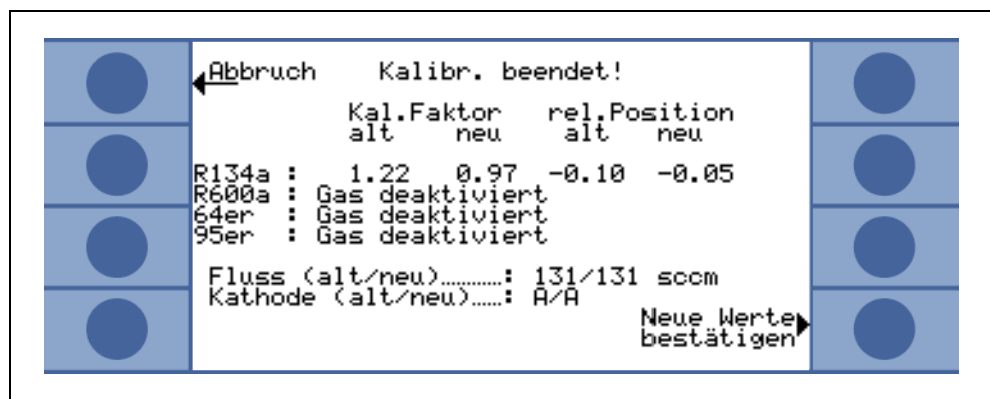 Abbruch Kalibr. beendet!
Kal.Faktor rel.Position
alt neu alt neu
R134a : 1.22 0.97 -0.10 -0.05
R600a : Gas deaktiviert
64er : Gas deaktiviert
95er : Gas deaktiviert
Fluss (alt/neu)..........: 131/131 sccm
Kathode (alt/neu).....: A/A
Neue Werte
bestätigen